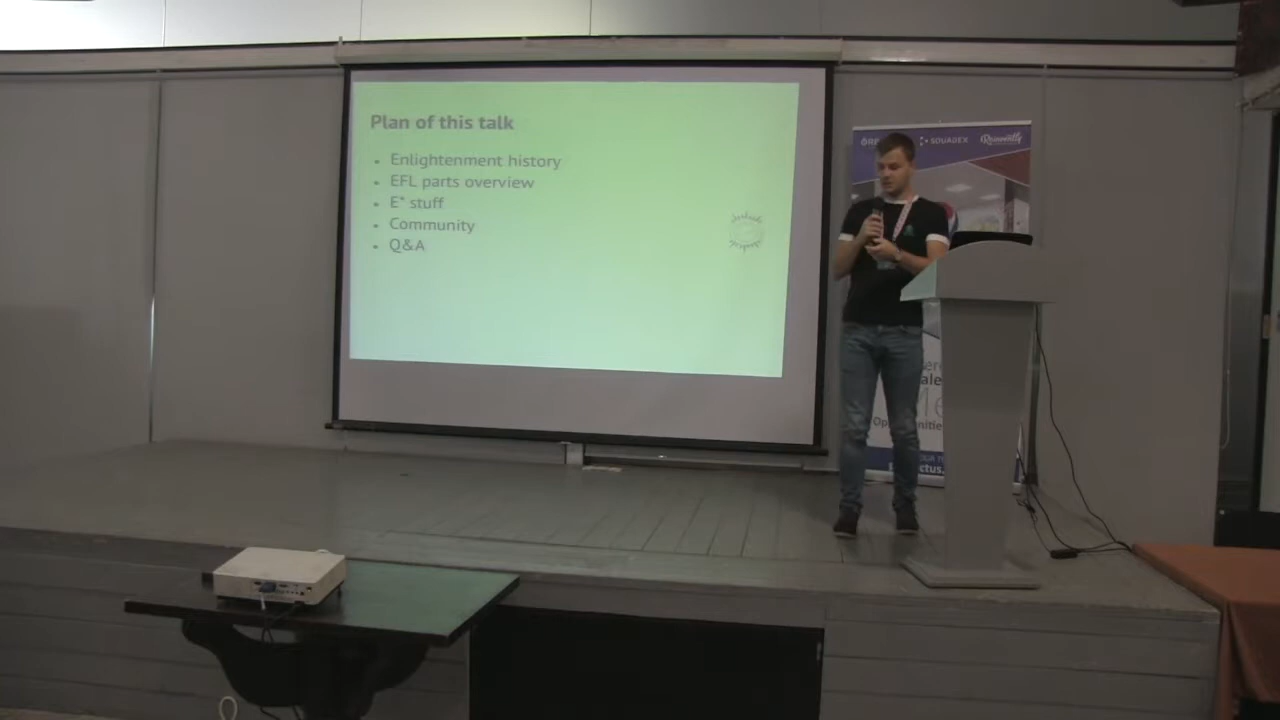 Plan of this talk
• Enlightenment history
• EFL parts overview
• E* stuff
• Community
• Q&A
SQUADEX